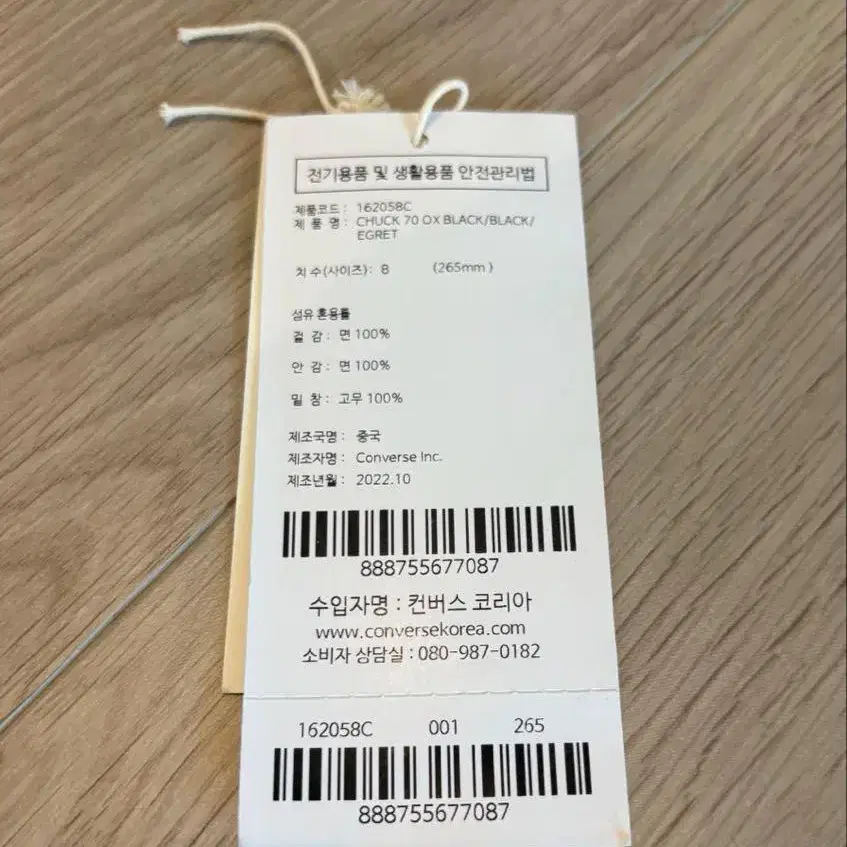 전기용품 및 생활용품 안전관리법
제품코드 : 162058C
제 품 명 : CHUCK 70 OX BLACK/BLACK/
EGRET
치 수(사이즈) : 8 (265mm)
섬유 혼용률
겉 감 : 면 100%
안 감 : 면 100%
밑 창 : 고무 100%
제조국명 : 중국
제조자명 : Converse Inc.
제조년월 : 2022.10
888755677087
수입자명 : 컨버스 코리아
www.conversekorea.com
소비자 상담실 : 080-987-0182
162058C 001 265
888755677087